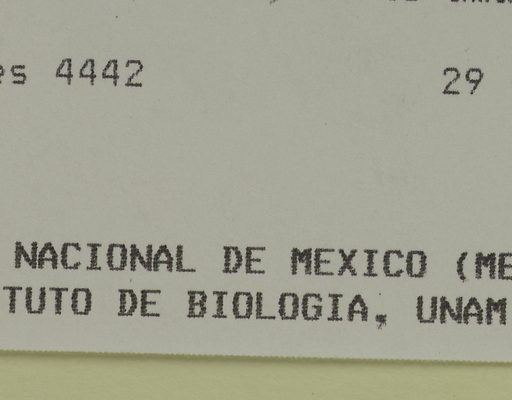 es 4442 29
NACIONAL DE MEXICO (ME
TUTO DE BIOLOGIA, UNAM